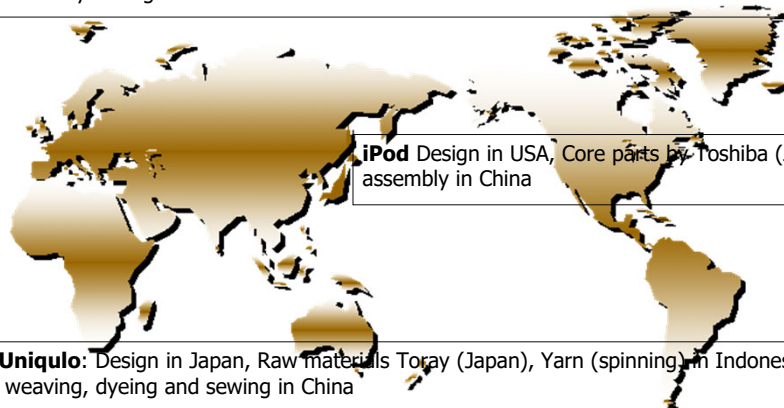 iPod Design in USA, Core parts by Toshiba (
assembly in China
Uniqulo: Design in Japan, Raw materials Toray (Japan), Yarn (spinning) in Indones
weaving, dyeing and sewing in China